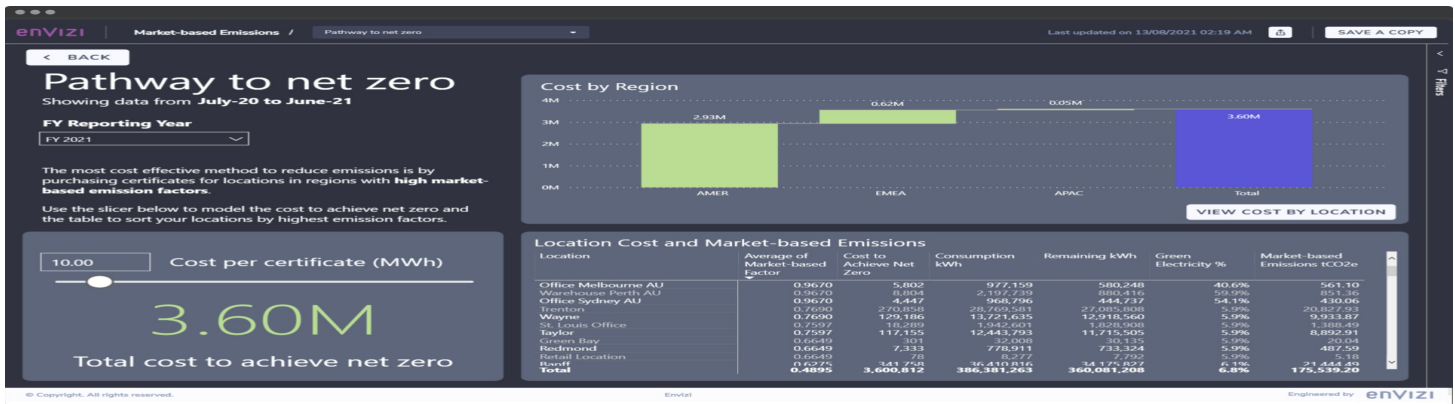 enVIZI
Market-based Emissions / Pathway to net zero
Last updated on 13/08/2021 02:19 AM
SAVE A COPY
< BACK
Filters
Pathway to net zero
Showing data from July-20 to June-21
FY Reporting Year
FY 2021
The most cost effective method to reduce emissions is by
purchasing certificates for locations in regions with high market-
based emission factors.
Use the slicer below to model the cost to achieve net zero and
the table to sort your locations by highest emission factors.
10.00 Cost per certificate (MWh)
3.60M
Total cost to achieve net zero
Cost by Region
4M
3M
2M
1M
0M
2.93M
0.62M
0.05M
3.60M
AMER EMEA APAC Total
VIEW COST BY LOCATION
Location Cost and Market-based Emissions
Location Average of Market-based Factor Cost to Achieve Net Zero Consumption kWh Remaining kWh Green Electricity % Market-based Emissions tCO2e
Office Melbourne AU 0.9670 5,802 977,159 580,248 40.6% 561.10
Warehouse Perth AU 0.9670 8,804 2,197,739 880,416 59.9% 851.36
Office Sydney AU 0.9670 4,447 968,796 444,737 54.1% 430.06
Trenton 0.7690 270,858 28,769,581 27,085,808 5.9% 20,827.93
Wayne 0.7690 129,186 13,721,635 12,918,560 5.9% 9,933.87
St. Louis Office 0.7597 18,289 1,942,601 1,828,908 5.9% 1,388.49
Taylor 0.7597 117,155 12,443,793 11,715,505 5.9% 8,892.91
Green Bay 0.6649 301 32,008 30,135 5.9% 20.04
Redmond 0.6649 7,333 778,911 733,324 5.9% 487.59
Retail Location 0.6649 78 8,277 7,792 5.9% 5.18
Banff 0.6275 341,758 36,410,816 34,175,827 6.1% 21,444.49
Total 0.4895 3,600,812 386,381,263 360,081,208 6.8% 175,539.20
© Copyright. All rights reserved.
Envizi
Engineered by enVIZI